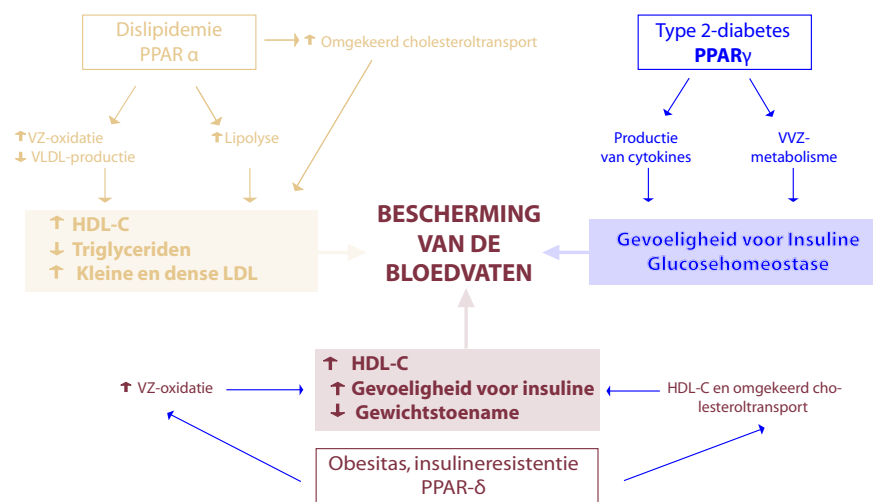 Dislipidemie
PPAR α
↑ Omgekeerd cholesteroltransport
Type 2-diabetes
PPARγ
↑VZ-oxidatie
↓ VLDL-productie
↑Lipolyse
Productie
van cytokines
VVZ-
metabolisme
↑ HDL-C
↓ Triglyceriden
↑ Kleine en dense LDL
BESCHERMING
VAN DE
BLOEDVATEN
Gevoeligheid voor Insuline
Glucosehomeostase
↑ VZ-oxidatie
↑ HDL-C
↑ Gevoeligheid voor insuline
↓ Gewichtstoename
HDL-C en omgekeerd cho-
lesteroltransport
Obesitas, insulineresistentie
PPAR-δ